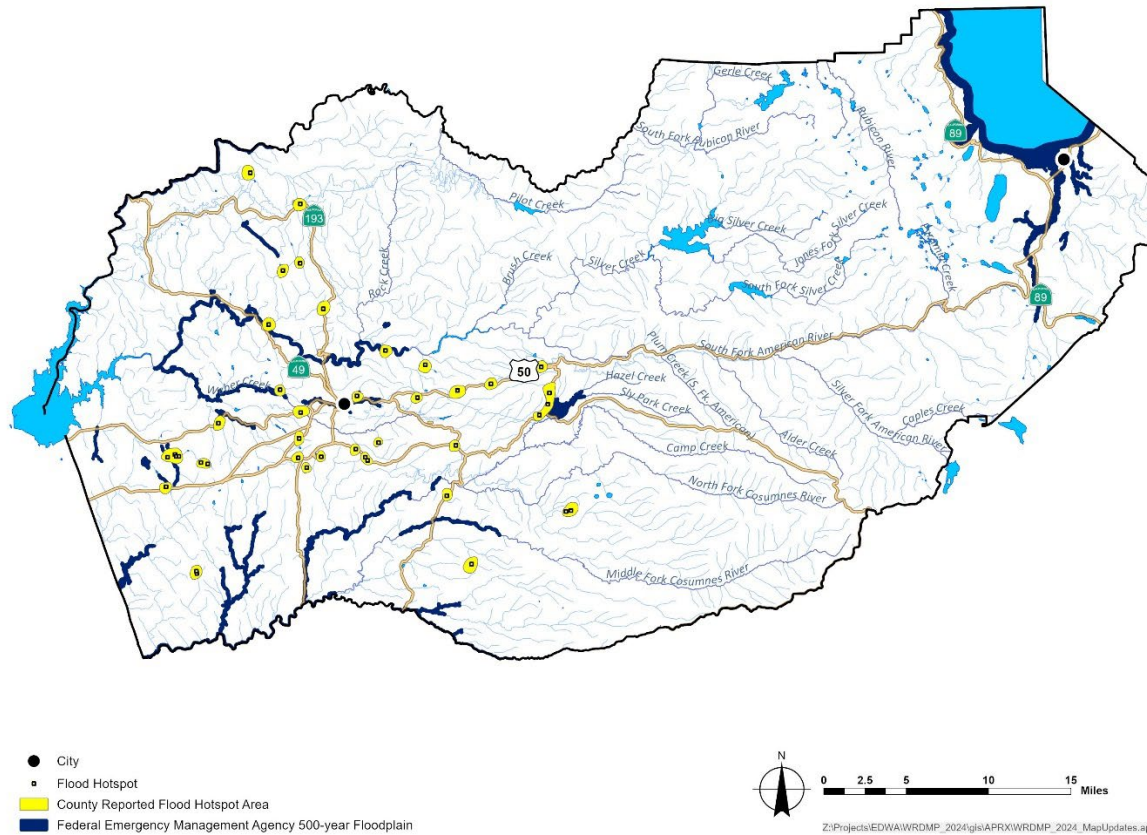 Gerle Creek
South Fork Rubicon River
Rubicon River
89
193
Pilot Creek
Big Silver Creek
Jones Fork Silver Creek
Pyramid Creek
Rock Creek
Brush Creek
Silver Creek
South Fork Silver Creek
89
South Fork American River
49
50
Plum Creek (S. Fk. American)
Weber Creek
Hazel Creek
Sly Park Creek
Silver Fork American River
Caples Creek
Camp Creek
Alder Creek
North Fork Cosumnes River
Middle Fork Cosumnes River
City
Flood Hotspot
County Reported Flood Hotspot Area
Federal Emergency Management Agency 500-year Floodplain
N
0 2.5 5 10 15
Miles
Z:\Projects\EDWA\WRDMP_2024\gis\APRX\WRDMP_2024_MapUpdates.ap